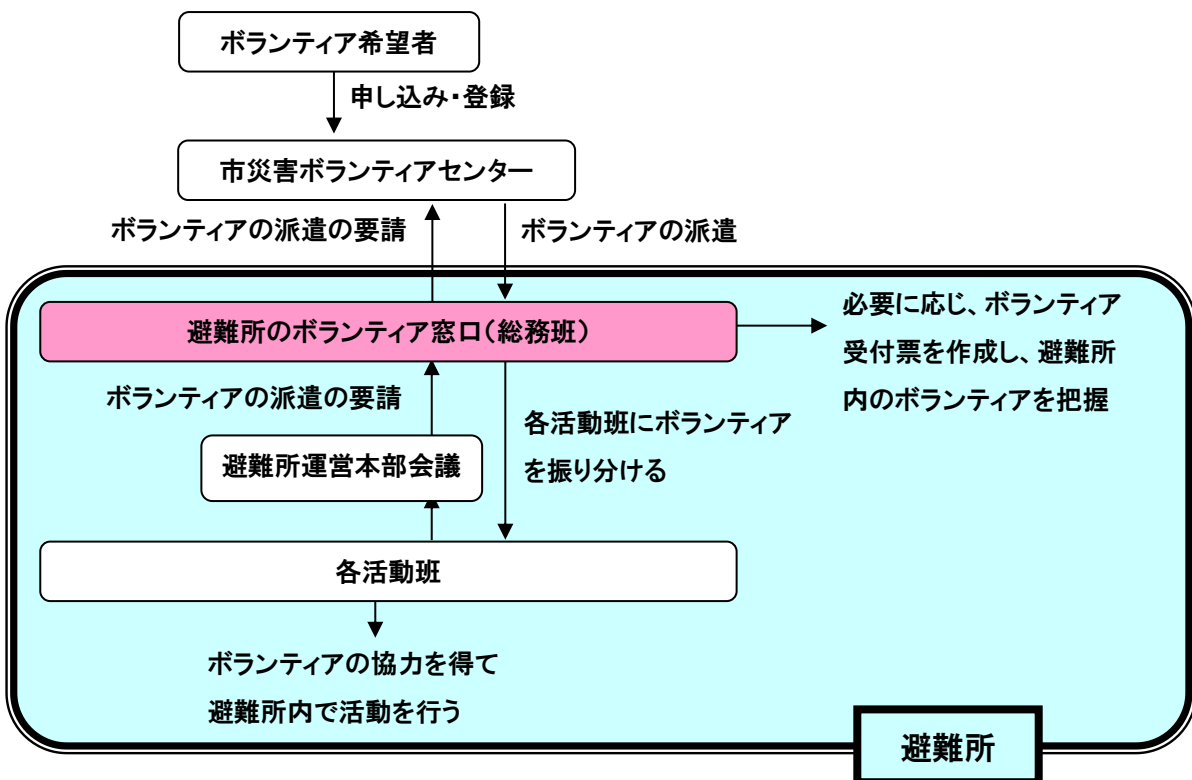 ボランティア希望者
申し込み・登録
市災害ボランティアセンター
ボランティアの派遣の要請
ボランティアの派遣
避難所のボランティア窓口（総務班）
必要に応じ、ボランティア
受付票を作成し、避難所
内のボランティアを把握
ボランティアの派遣の要請
各活動班にボランティア
を振り分ける
避難所運営本部会議
各活動班
ボランティアの協力を得て
避難所内で活動を行う
避難所